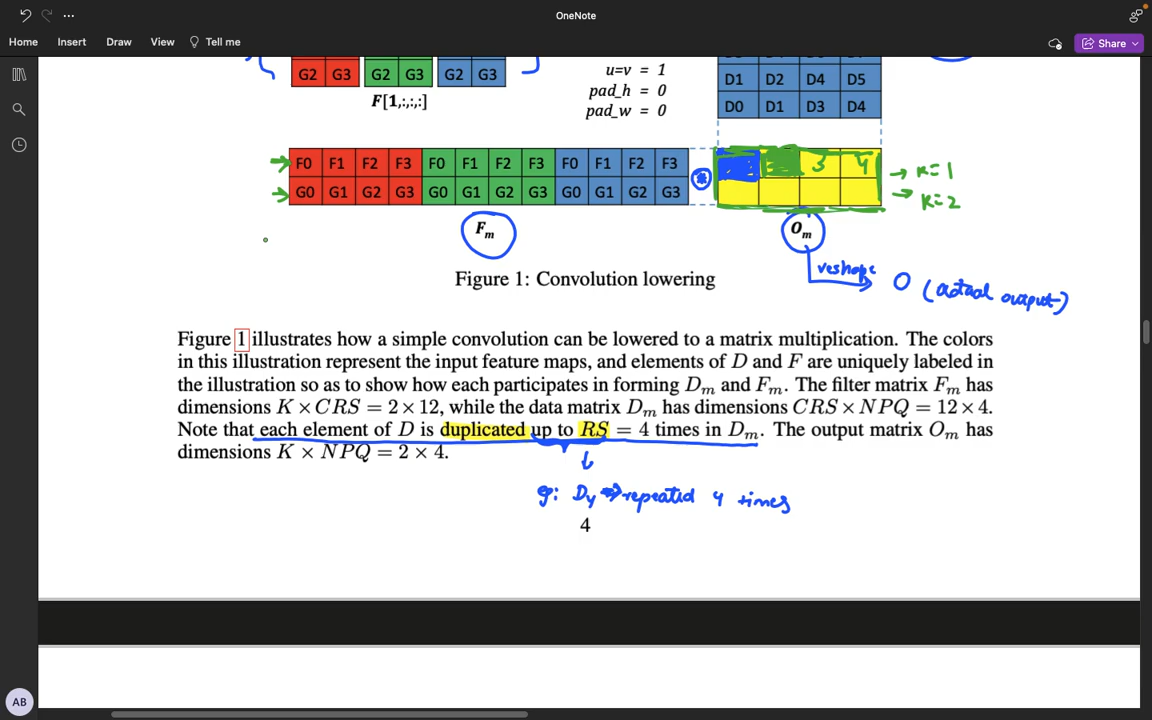 OneNote
Home Insert Draw View Tell me
Share
G2 G3 G2 G3 G2 G3
F[1,:,:,:]
u=v = 1
pad_h = 0
pad_w = 0
D1 D2 D4 D5
D0 D1 D3 D4
F0 F1 F2 F3 F0 F1 F2 F3 F0 F1 F2 F3
3 4
→ K=1
G0 G1 G2 G3 G0 G1 G2 G3 G0 G1 G2 G3
→ K=2
Fm
Om
reshape
O (actual output)
Figure 1: Convolution lowering
Figure 1 illustrates how a simple convolution can be lowered to a matrix multiplication. The colors
in this illustration represent the input feature maps, and elements of D and F are uniquely labeled in
the illustration so as to show how each participates in forming Dm and Fm. The filter matrix Fm has
dimensions K × CRS = 2 × 12, while the data matrix Dm has dimensions CRS × NPQ = 12 × 4.
Note that each element of D is duplicated up to RS = 4 times in Dm. The output matrix Om has
dimensions K × NPQ = 2 × 4.
D4 repeated 4 times
4
AB